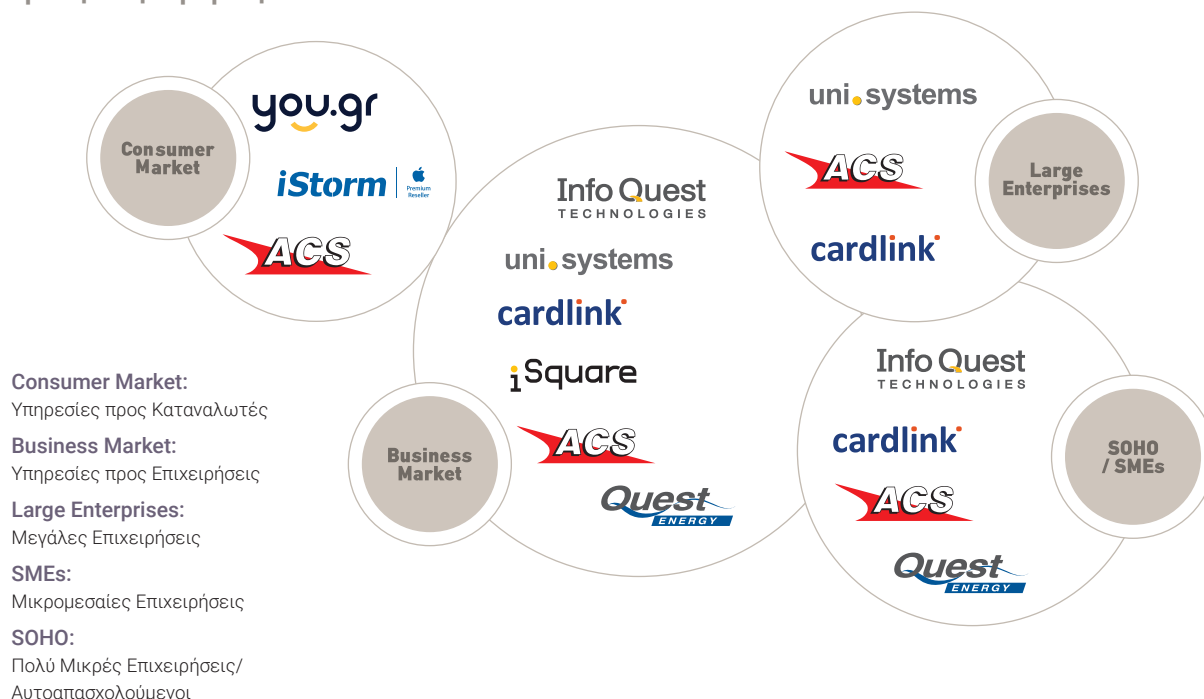 you.gr
Consumer
Market
iStorm
Premium
Reseller
ACS
Info Quest
TECHNOLOGIES
uni.systems
cardlink
iSquare
ACS
Quest
ENERGY
Business
Market
uni.systems
ACS
cardlink
Large
Enterprises
Info Quest
TECHNOLOGIES
cardlink
ACS
Quest
ENERGY
SOHO
/ SMEs
Consumer Market:
Υπηρεσίες προς Καταναλωτές
Business Market:
Υπηρεσίες προς Επιχειρήσεις
Large Enterprises:
Μεγάλες Επιχειρήσεις
SMEs:
Μικρομεσαίες Επιχειρήσεις
SOHO:
Πολύ Μικρές Επιχειρήσεις/
Αυτοαπασχολούμενοι